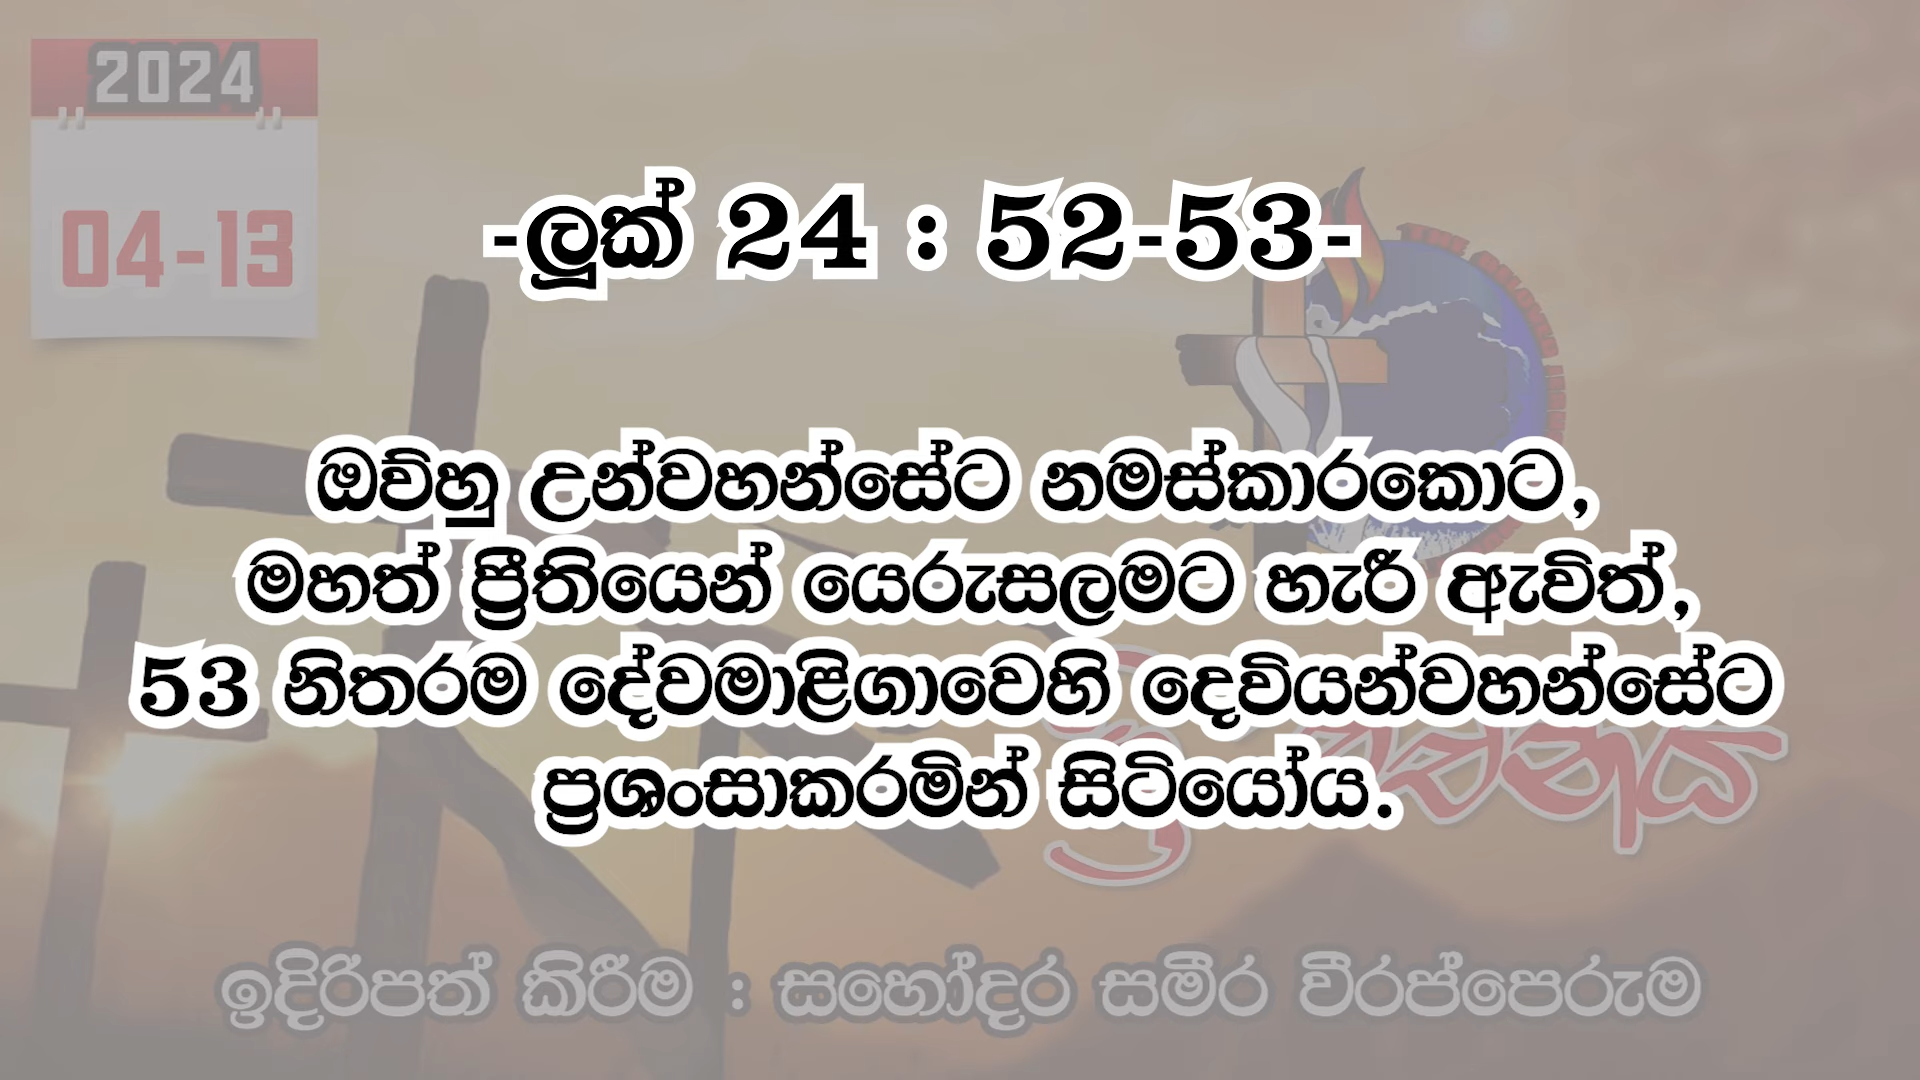 2024
04-13
-ලූක් 24 : 52-53-
ඔව්හු උන්වහන්සේට නමස්කාරකොට,
මහත් ප්‍රීතියෙන් යෙරුසලමට හැරී ඇවිත්,
53 නිතරම දේවමාළිගාවෙහි දෙවියන්වහන්සේට
ප්‍රශංසාකරමින් සිටියෝය.
ඉදිරිපත් කිරීම : සහෝදර සමීර වීරප්පෙරුම